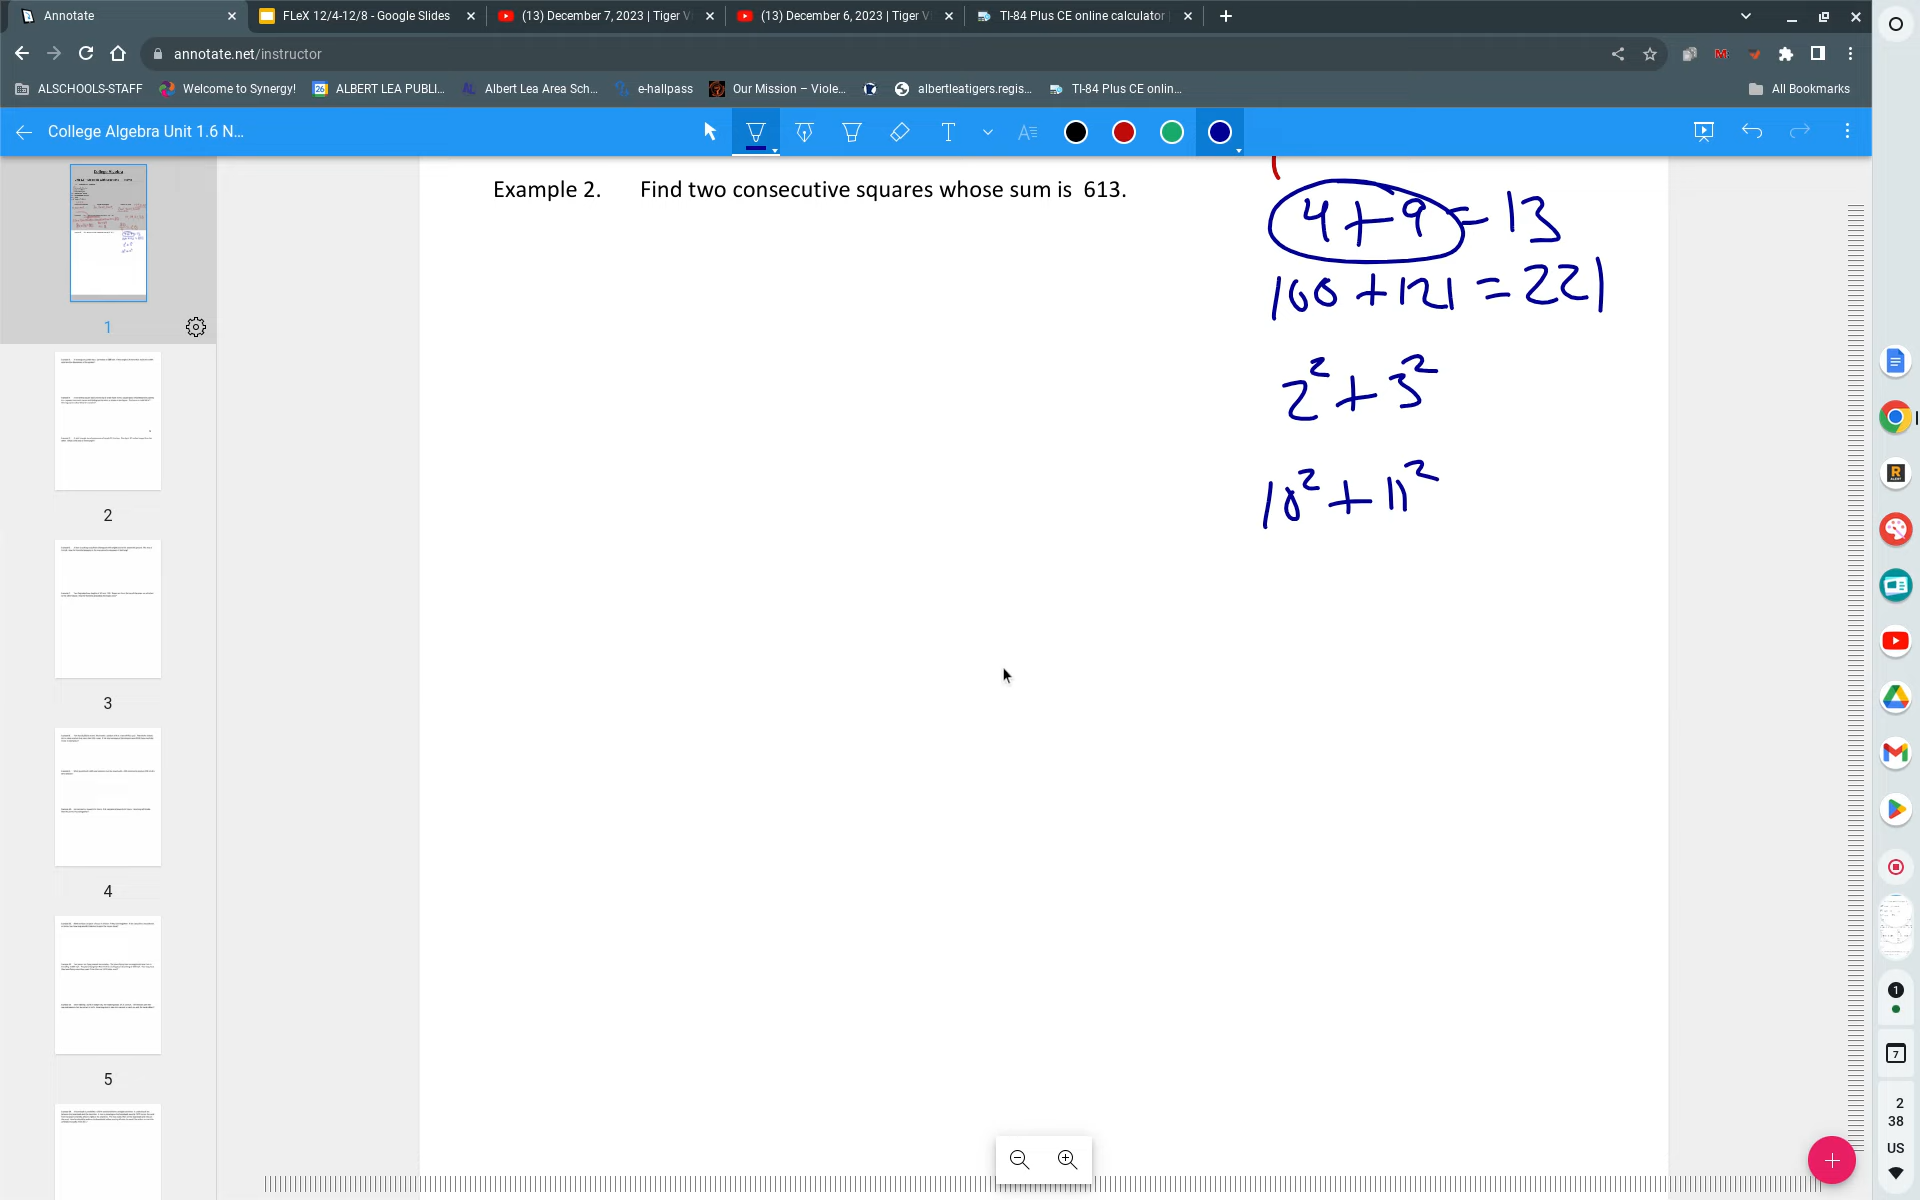 Annotate
FLeX 12/4-12/8 - Google Slides
(13) December 7, 2023 | Tiger V
(13) December 6, 2023 | Tiger V
TI-84 Plus CE online calculator
annotate.net/instructor
ALSCHOOLS-STAFF
Welcome to Synergy!
ALBERT LEA PUBLI...
Albert Lea Area Sch...
e-hallpass
Our Mission – Viole...
albertleatigers.regis...
TI-84 Plus CE onlin...
All Bookmarks
College Algebra Unit 1.6 N...
Example 2. Find two consecutive squares whose sum is 613.
4 + 9 = 13
100 + 121 = 221
2² + 3²
10² + 11²
1
2
3
4
5
1
7
2
38
US